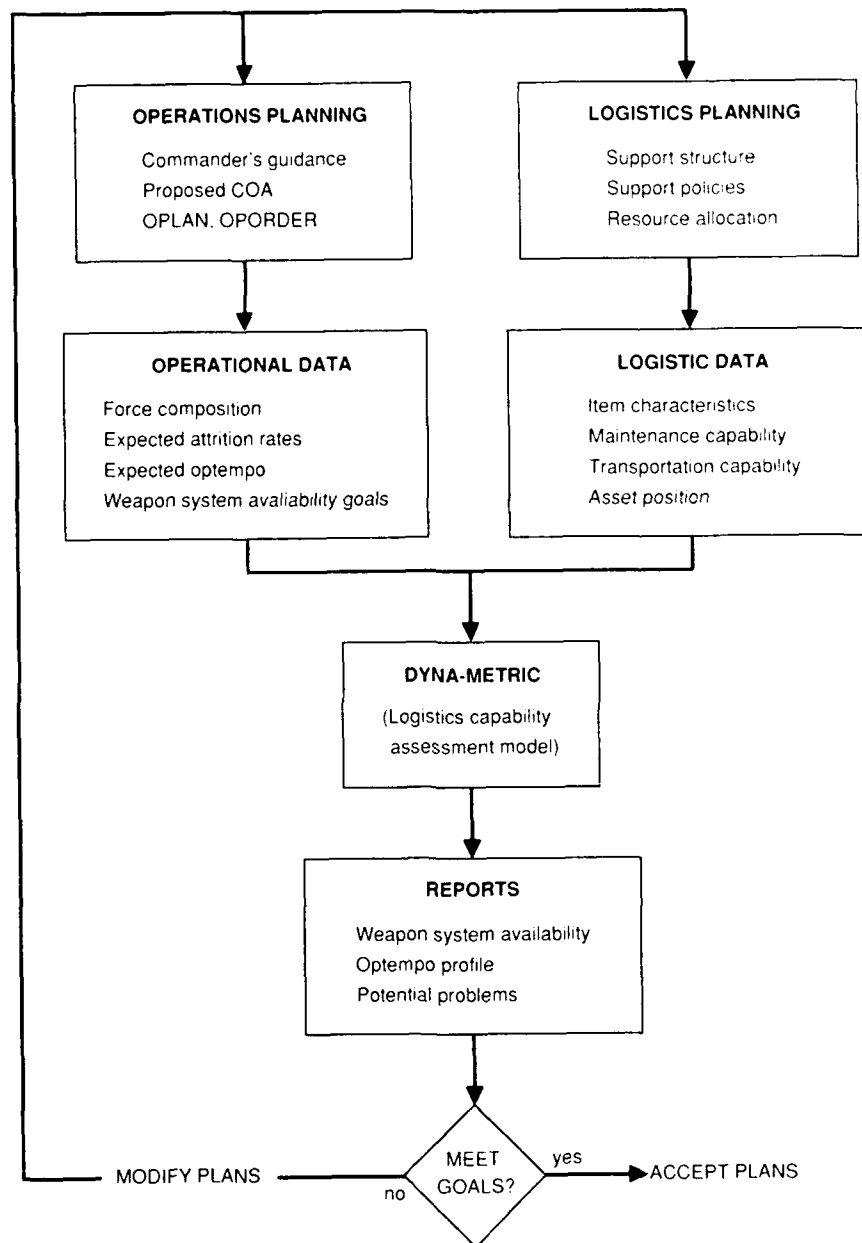 OPERATIONS PLANNING
Commander's guidance
Proposed COA
OPLAN. OPORDER
LOGISTICS PLANNING
Support structure
Support policies
Resource allocation
OPERATIONAL DATA
Force composition
Expected attrition rates
Expected optempo
Weapon system avaliability goals
LOGISTIC DATA
Item characteristics
Maintenance capability
Transportation capability
Asset position
DYNA-METRIC
(Logistics capability
assessment model)
REPORTS
Weapon system availability
Optempo profile
Potential problems
MEET
GOALS?
no
MODIFY PLANS
yes
ACCEPT PLANS